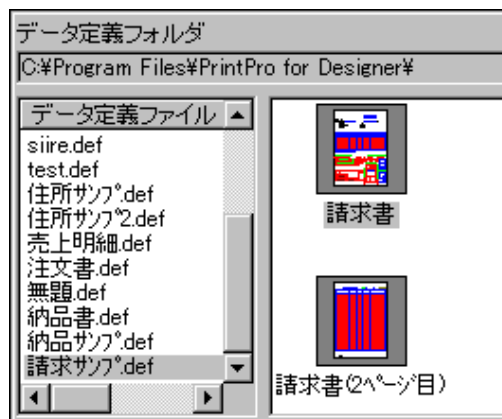 データ定義フォルダ
C:¥Program Files¥PrintPro for Designer¥
データ定義ファイル
siire.def
test.def
住所サンプ.def
住所サンプ2.def
売上明細.def
注文書.def
無題.def
納品書.def
納品サンプ.def
請求サンプ.def
請求書
請求書(2ページ目)